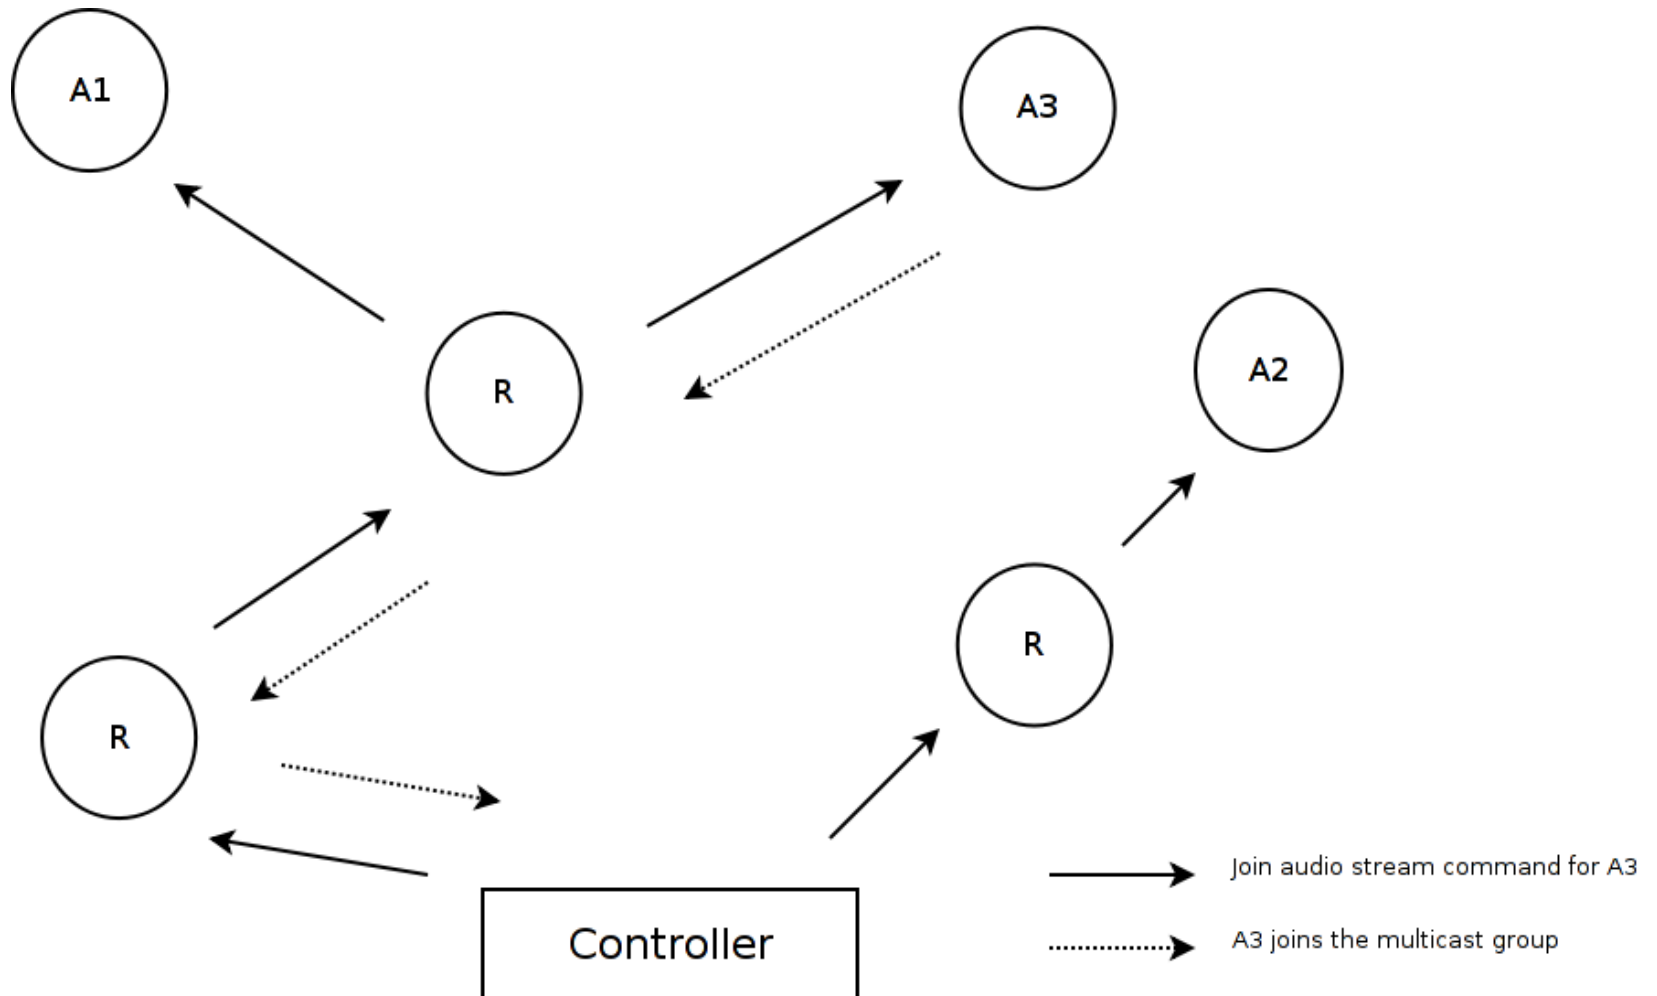 A1
A3
A2
R
R
R
Join audio stream command for A3
A3 joins the multicast group
Controller